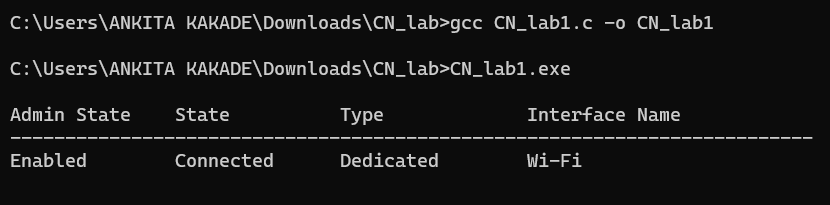 C:\Users\ANKITA KAKADE\Downloads\CN_lab>gcc CN_lab1.c -o CN_lab1
C:\Users\ANKITA KAKADE\Downloads\CN_lab>CN_lab1.exe
Admin State    State          Type             Interface Name
-------------------------------------------------------------------------
Enabled        Connected      Dedicated        Wi-Fi